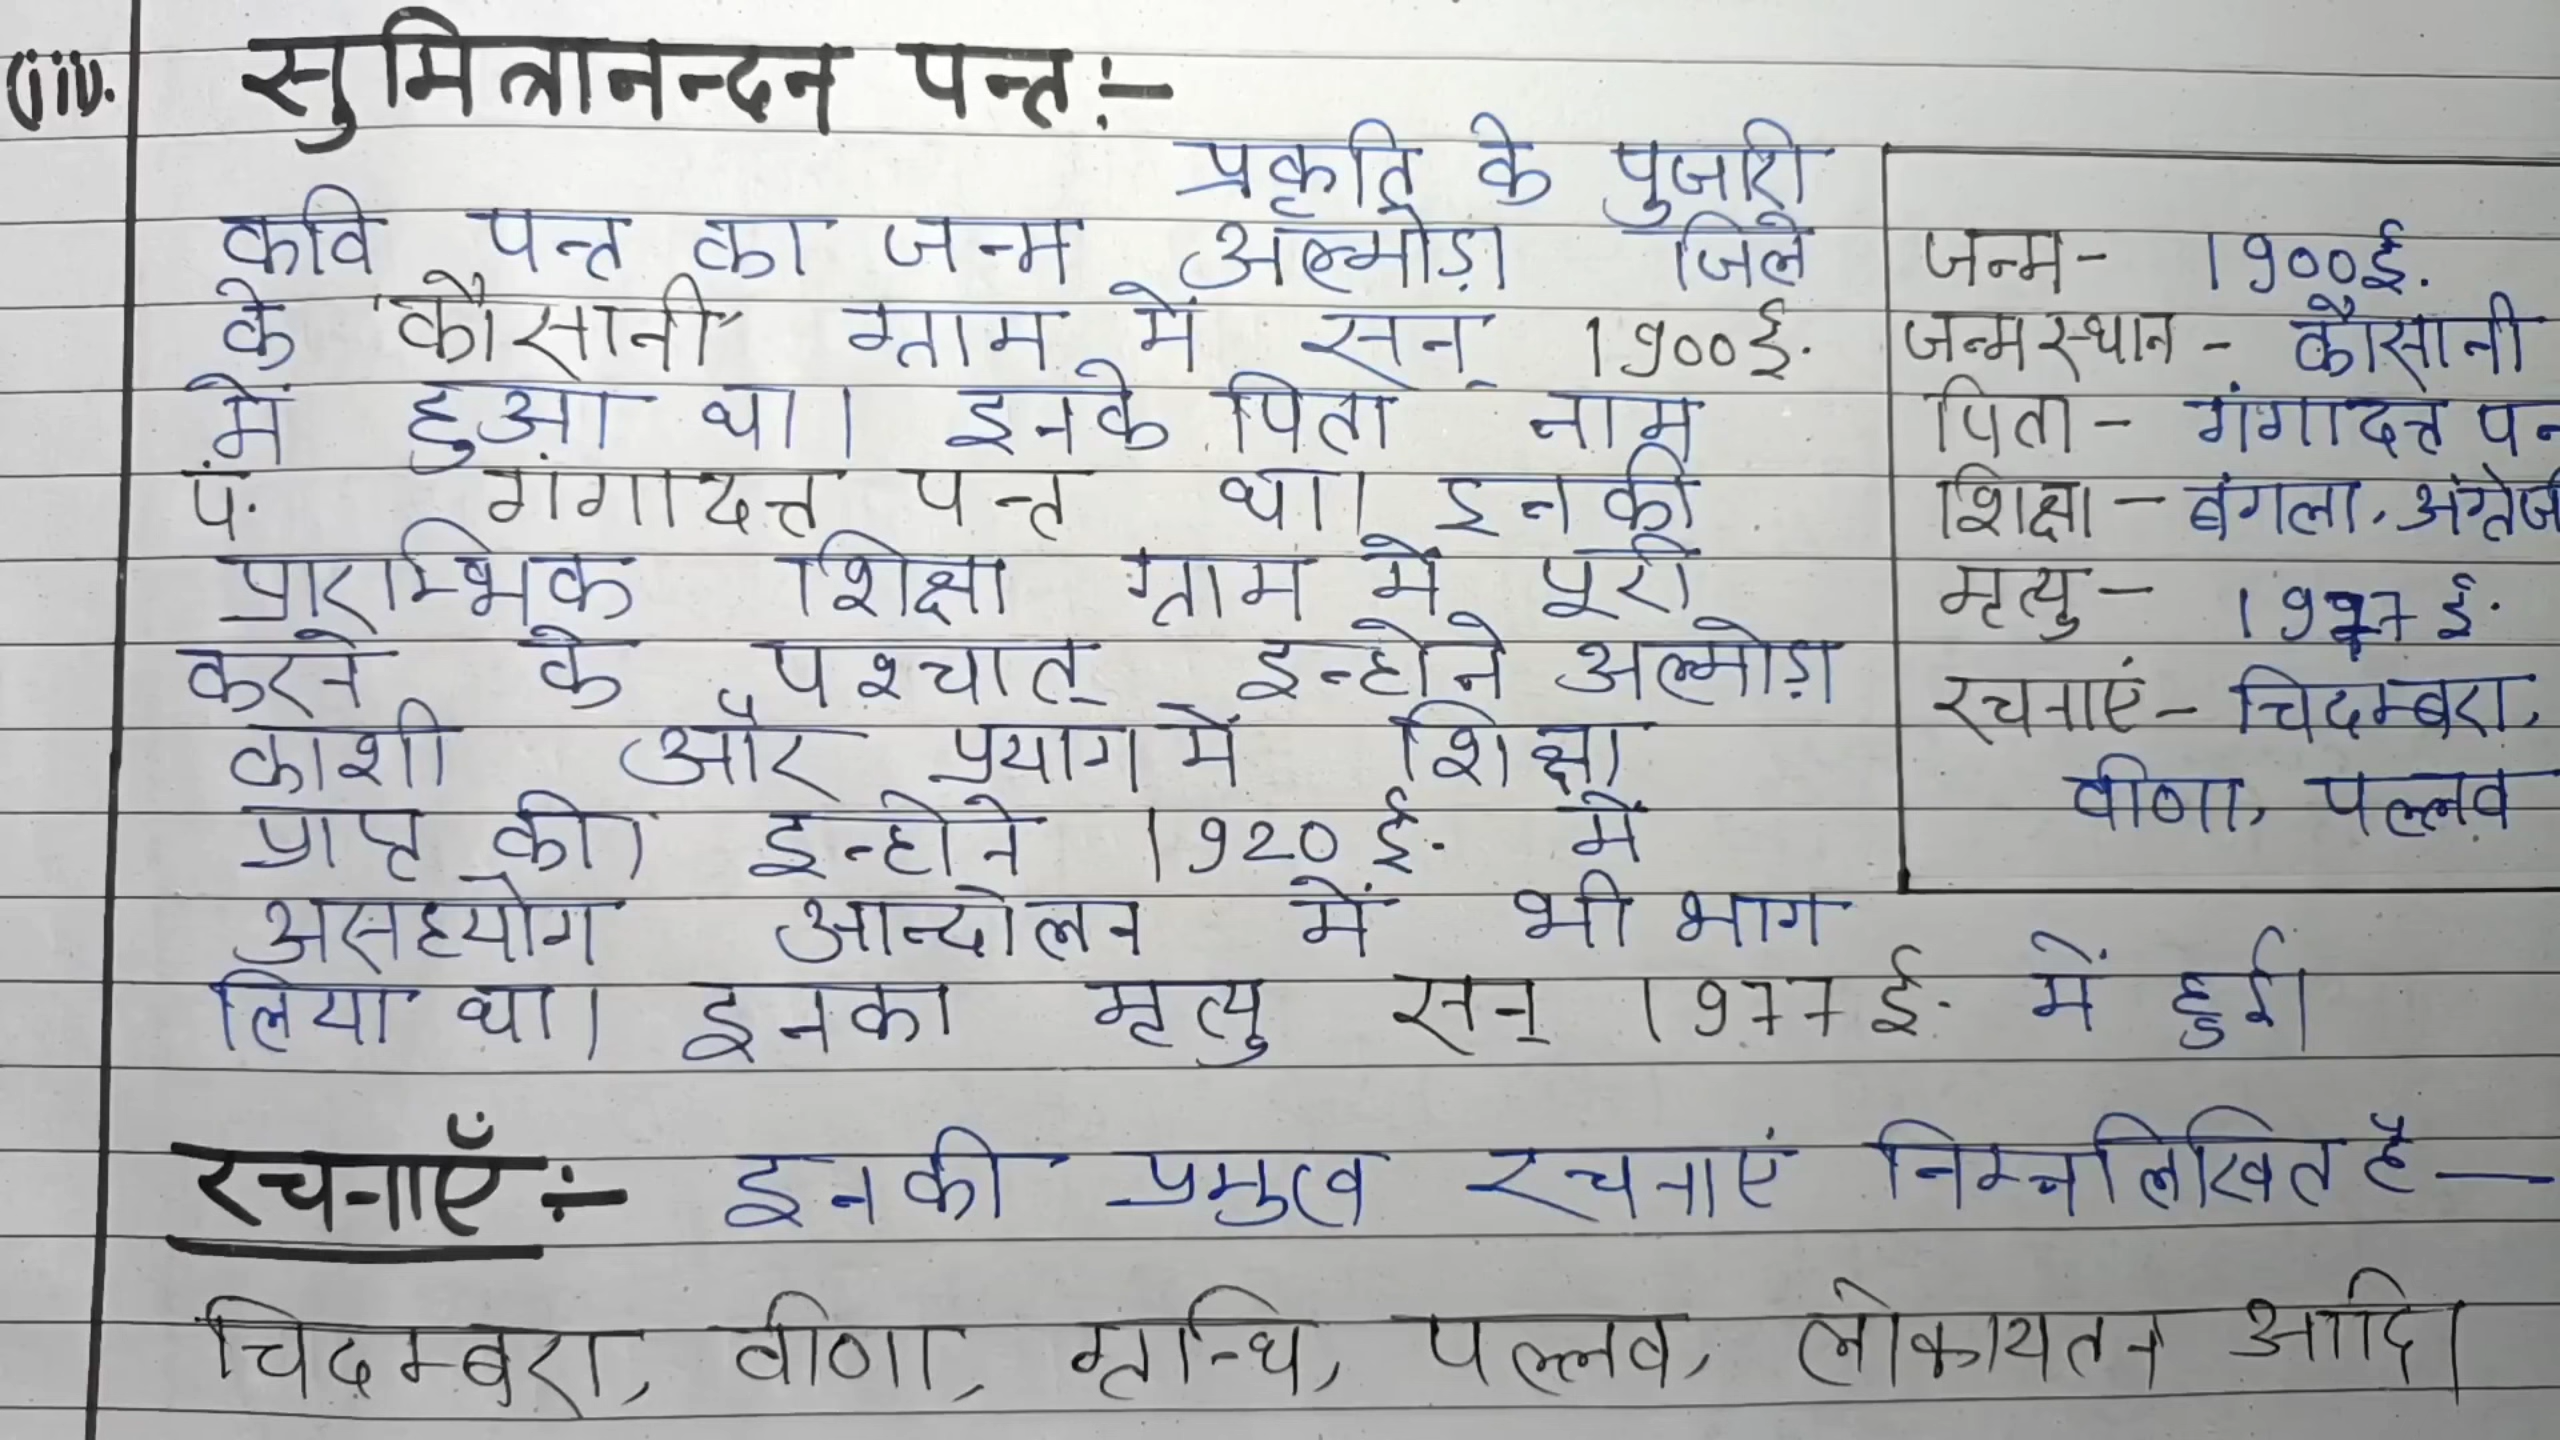 (iii). सुमित्रानन्दन पन्त :-
प्रकृति के पुजारी
कवि पन्त का जन्म अल्मोड़ा जिले
के 'कौसानी' ग्राम में सन् 1900ई.
में हुआ था। इनके पिता नाम
पं. गंगादत्त पन्त था। इनकी
प्रारम्भिक शिक्षा ग्राम में पूरी
करने के पश्चात् इन्होने अल्मोड़ा
काशी और प्रयाग में शिक्षा
प्राप्त की। इन्होने 1920 ई. में
असहयोग आन्दोलन में भी भाग
लिया था। इनका मृत्यु सन् 1977 ई. में हुई।
जन्म - 1900ई.
जन्म स्थान - कौसानी
पिता - गंगादत्त पन
शिक्षा - बंगला, अंग्रेजी
मृत्यु - 1977 ई.
रचनाएं - चिदम्बरा,
वीणा, पल्लव
रचनाएँ :- इनकी प्रमुख रचनाएं निम्नलिखित है —
चिदम्बरा, वीणा, ग्रन्थि, पल्लव, लोकायतन आदि।